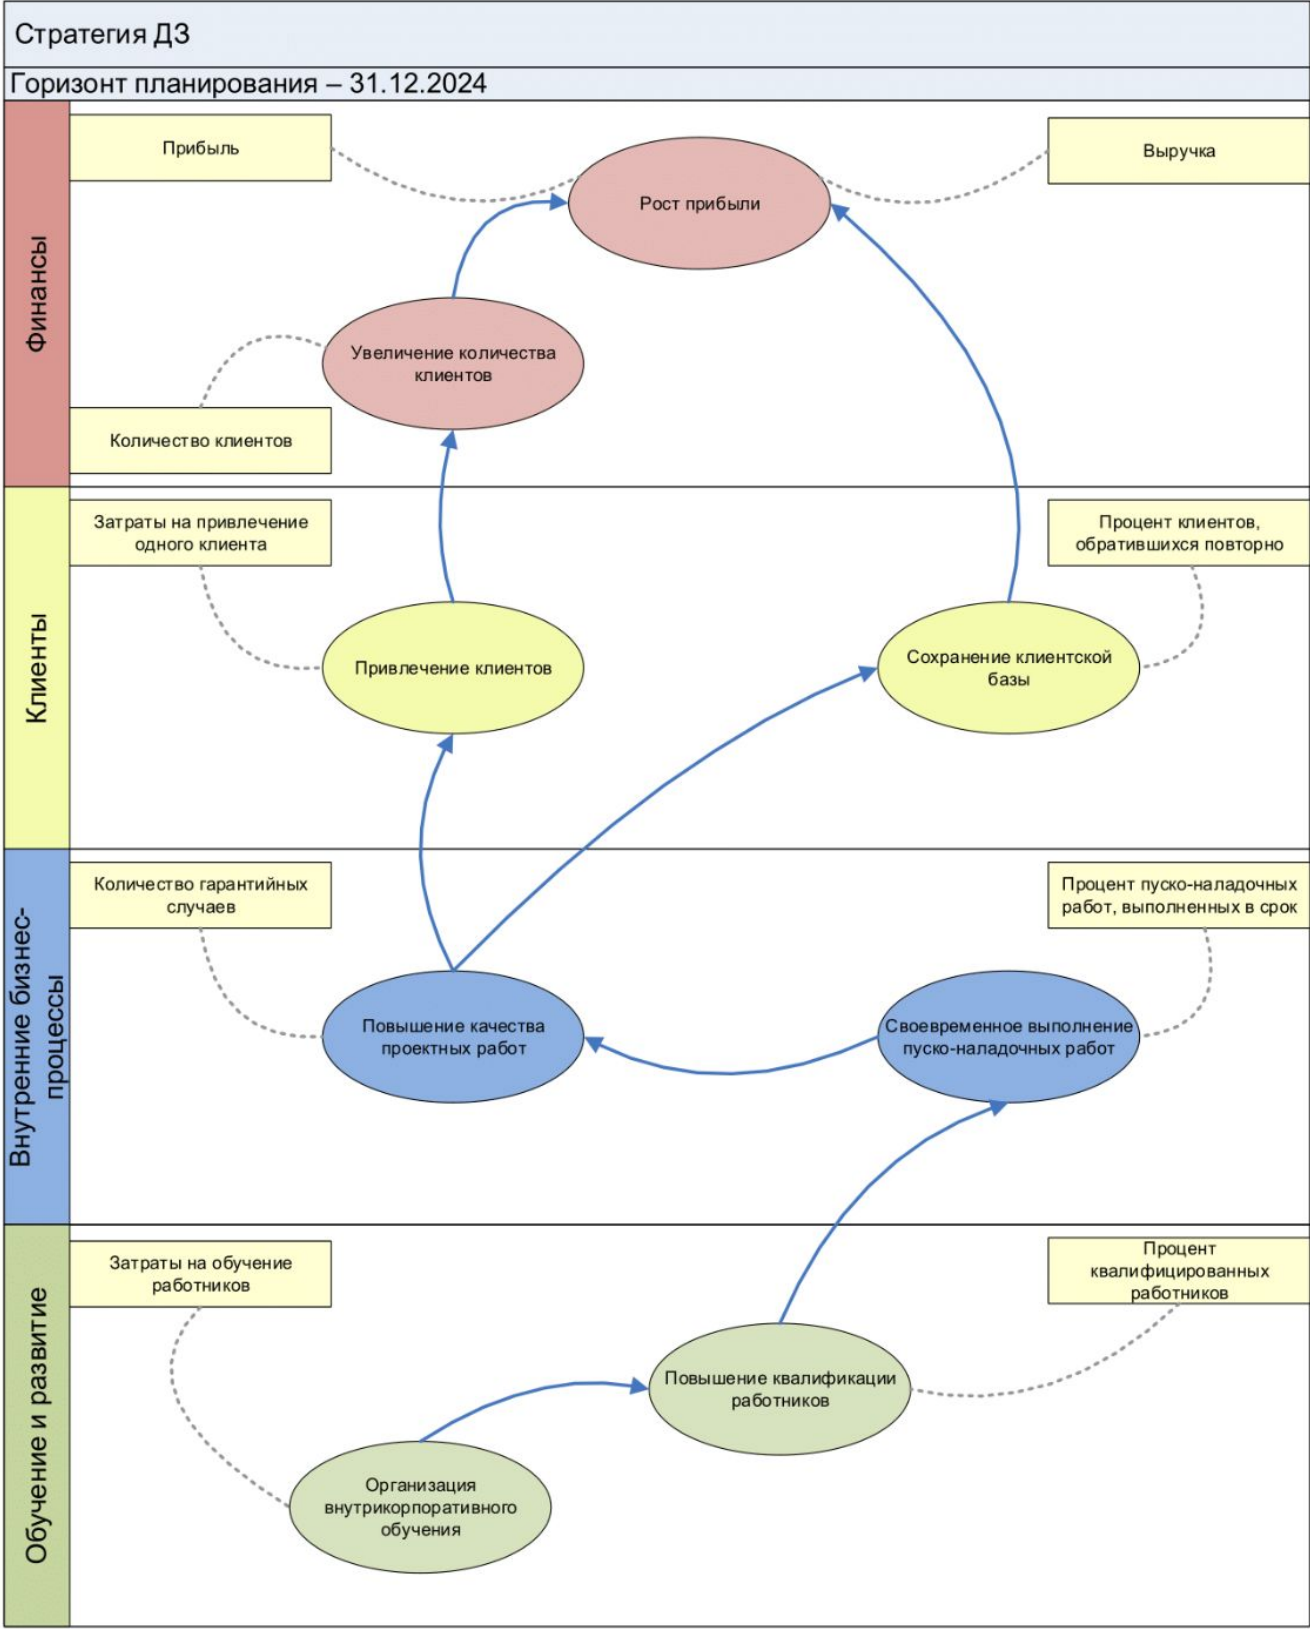 Стратегия ДЗ
Горизонт планирования – 31.12.2024
Финансы
Прибыль
Выручка
Рост прибыли
Увеличение количества
клиентов
Количество клиентов
Клиенты
Затраты на привлечение
одного клиента
Процент клиентов,
обратившихся повторно
Привлечение клиентов
Сохранение клиентской
базы
Внутренние бизнес-
процессы
Количество гарантийных
случаев
Процент пуско-наладочных
работ, выполненных в срок
Повышение качества
проектных работ
Своевременное выполнение
пуско-наладочных работ
Обучение и развитие
Затраты на обучение
работников
Процент
квалифицированных
работников
Повышение квалификации
работников
Организация
внутрикорпоративного
обучения